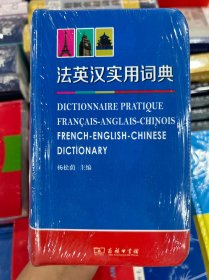 法英汉实用词典
DICTIONNAIRE PRATIQUE
FRANÇAIS-ANGLAIS-CHINOIS
FRENCH-ENGLISH-CHINESE
DICTIONARY
杨松荫 主编
商务印书馆